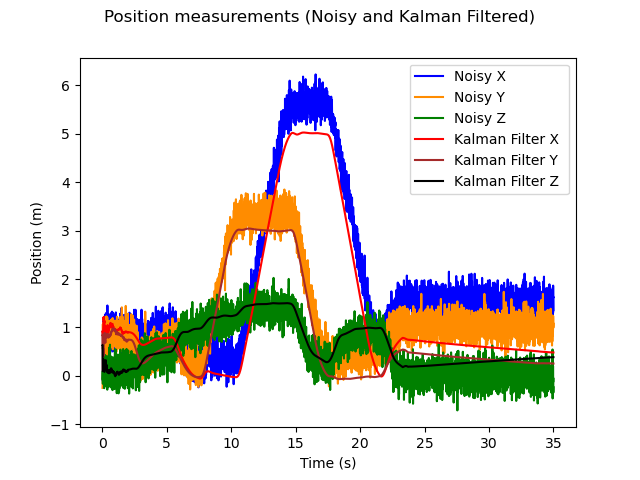 Position measurements (Noisy and Kalman Filtered)
Noisy X
Noisy Y
Noisy Z
Kalman Filter X
Kalman Filter Y
Kalman Filter Z
Position (m)
6
5
4
3
2
1
0
−1
0 5 10 15 20 25 30 35
Time (s)